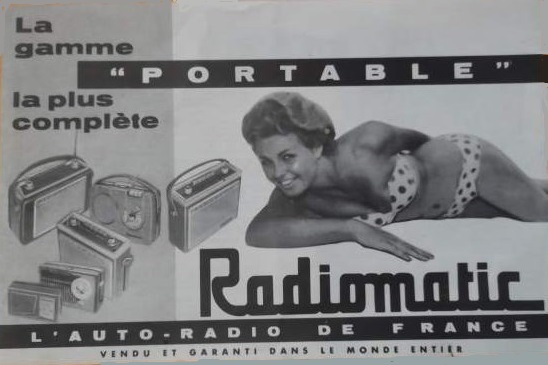 La
gamme
"PORTABLE"
la plus
complète
Radiomatic
L'AUTO-RADIO DE FRANCE
VENDU ET GARANTI DANS LE MONDE ENTIER